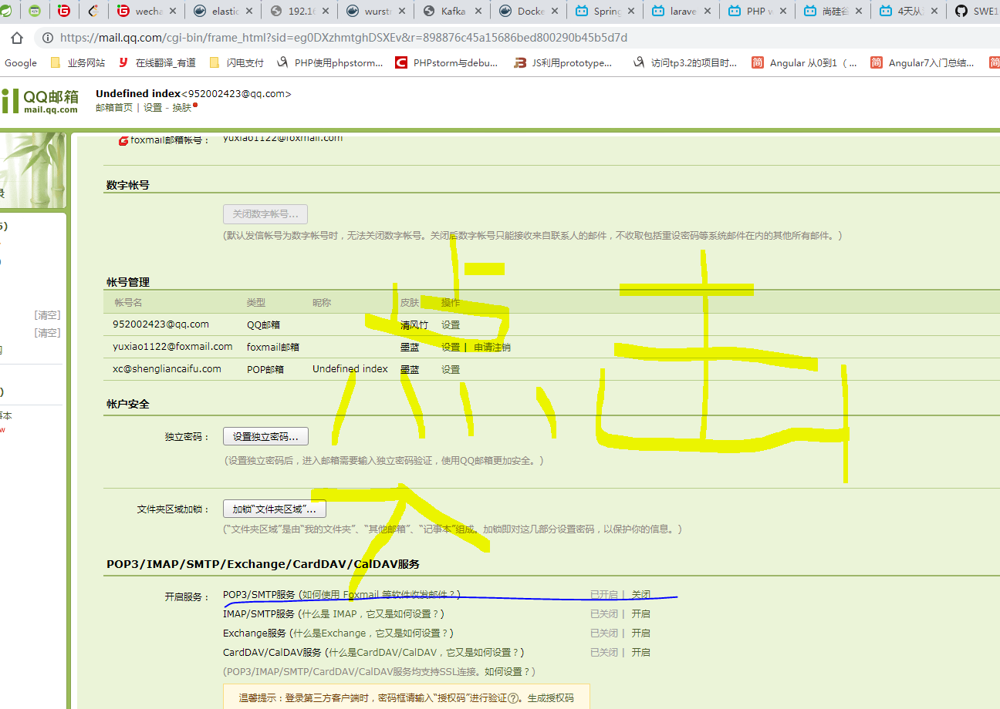 wecha
elastic
192.16
wurstr
Kafka
Docke
Spring
larave
PHP w
尚硅谷
4天从
SWE1
https://mail.qq.com/cgi-bin/frame_html?sid=eg0DXzhmtghDSXEv&r=898876c45a15686bed800290b45b5d7d
Google 业务网站 在线翻译_有道 闪电支付 PHP使用phpstorm... PHPstorm与debu... JS利用prototype... 访问tp3.2的项目时... Angular 从0到1（ ... Angular7入门总结...
QQ邮箱
mail.qq.com
Undefined index<952002423@qq.com>
邮箱首页 | 设置 - 换肤
foxmail邮箱帐号： yuxiao1122@foxmail.com
数字帐号
关闭数字帐号...
(默认发信帐号为数字帐号时，无法关闭数字帐号。关闭后数字帐号只能接收来自联系人的邮件，不收取包括重设密码等系统邮件在内的其他所有邮件。)
帐号管理
帐号名 类型 昵称 皮肤 操作
952002423@qq.com QQ邮箱 清风竹 设置
yuxiao1122@foxmail.com foxmail邮箱 墨蓝 设置 | 申请注销
xc@shengliancaifu.com POP邮箱 Undefined index 墨蓝 设置
点击
[清空]
[清空]
帐户安全
独立密码： 设置独立密码...
(设置独立密码后，进入邮箱需要输入独立密码验证，使用QQ邮箱更加安全。)
文件夹区域加锁： 加锁“文件夹区域”...
(“文件夹区域”是由“我的文件夹”、“其他邮箱”、“记事本”组成。加锁即对这几部分设置密码，以保护你的信息。)
POP3/IMAP/SMTP/Exchange/CardDAV/CalDAV服务
开启服务： POP3/SMTP服务 (如何使用 Foxmail 等软件收发邮件？) 已开启 | 关闭
IMAP/SMTP服务 (什么是 IMAP，它又是如何设置？) 已关闭 | 开启
Exchange服务 (什么是Exchange，它又是如何设置？) 已关闭 | 开启
CardDAV/CalDAV服务 (什么是CardDAV/CalDAV，它又是如何设置？) 已关闭 | 开启
(POP3/IMAP/SMTP/CardDAV/CalDAV服务均支持SSL连接。如何设置？)
温馨提示：登录第三方客户端时，密码框请输入“授权码”进行验证?。生成授权码